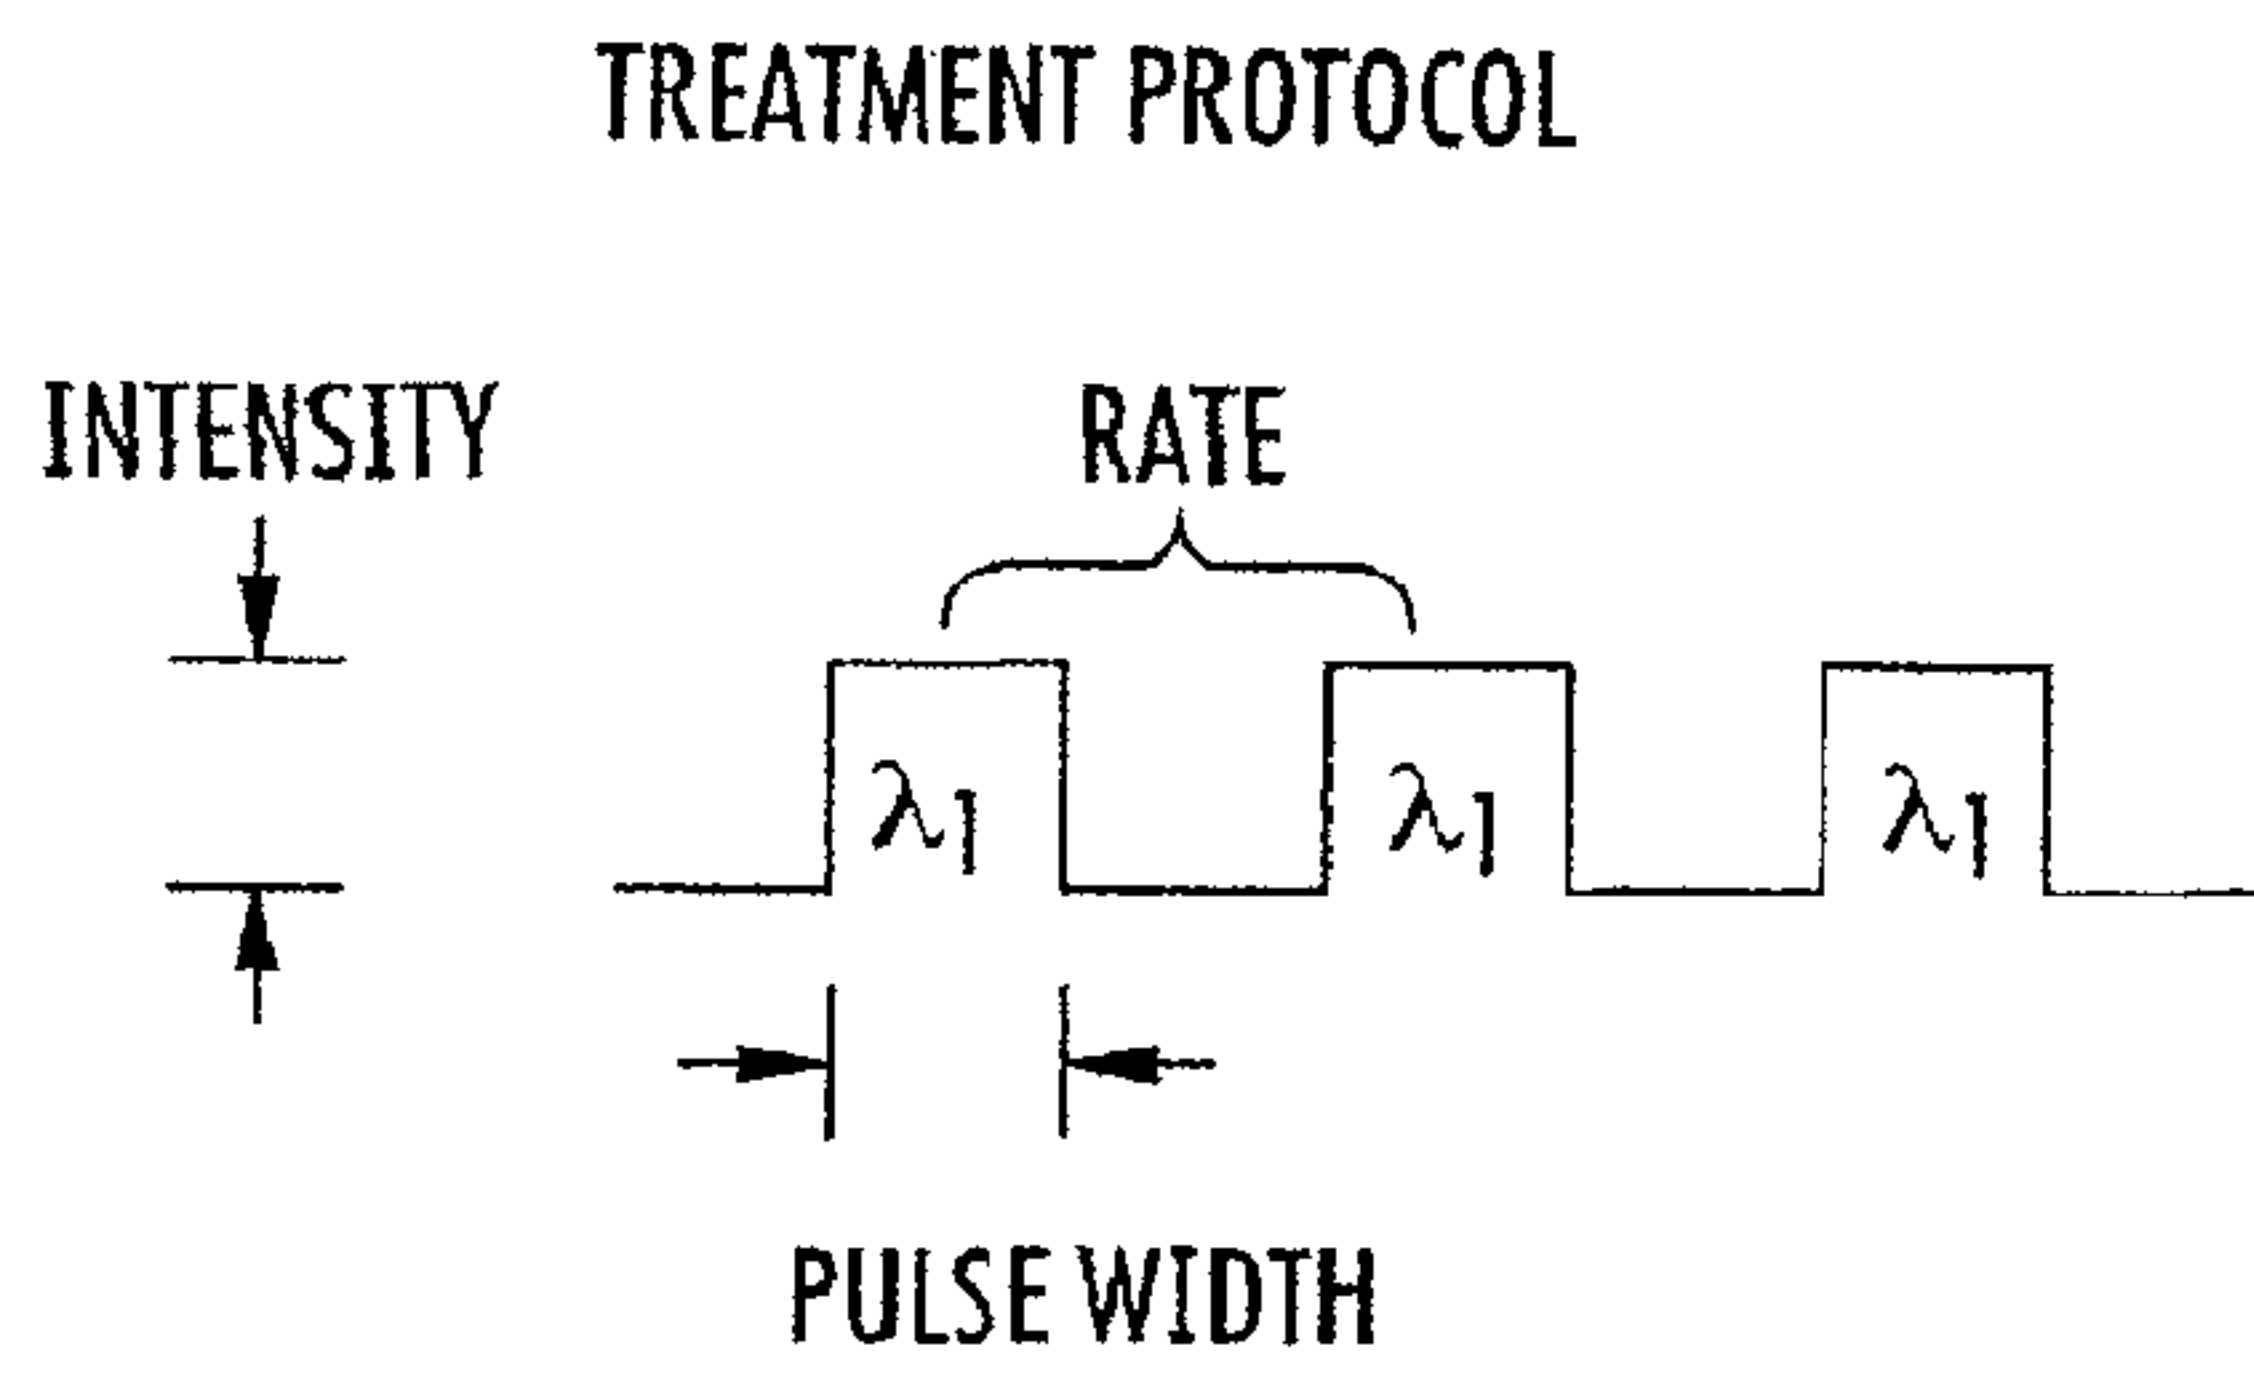 TREATMENT PROTOCOL
INTENSITY
RATE
λ1
λ1
λ1
PULSE WIDTH